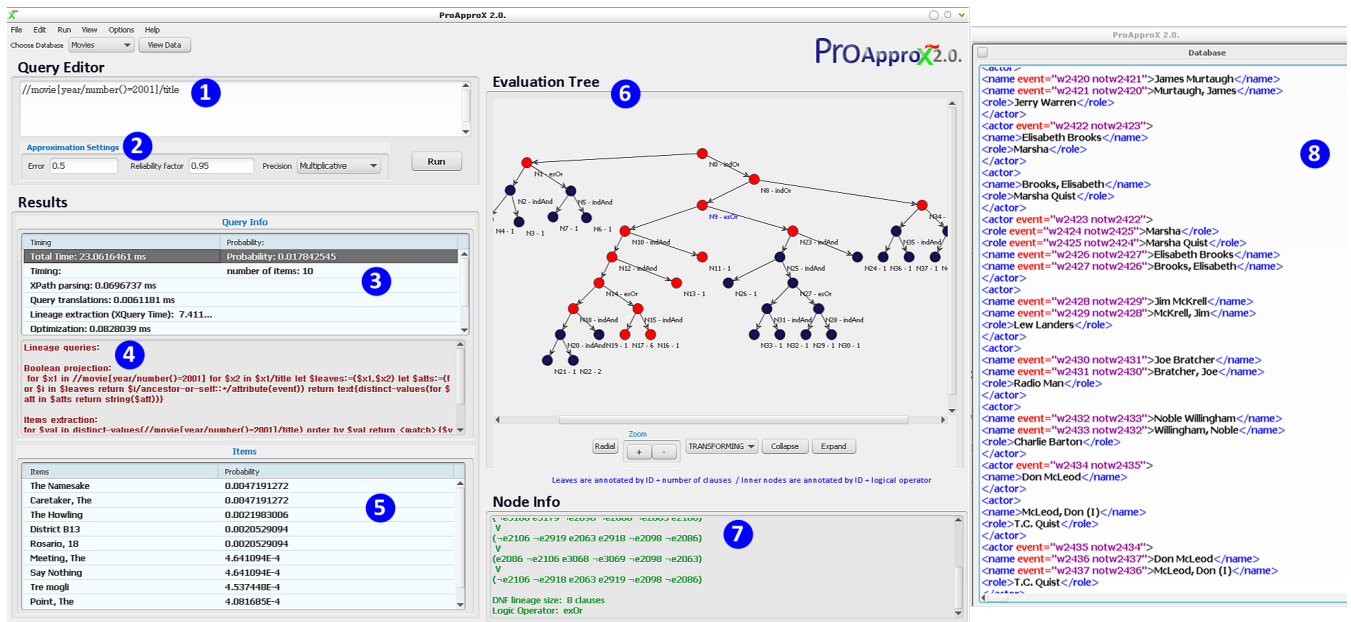 ProApproX 2.0.
File Edit Run View Options Help
Choose Database Movies View Data
ProApproX2.0.
Query Editor
1
//movie[year/number()=2001]/title
2
Approximation Settings
Error 0.5 Reliability factor 0.95 Precision Multiplicative Run
Results
Query Info
Timing Probability:
Total Time: 23.0616461 ms Probability: 0.017842545
Timing: number of items: 10
3
XPath parsing: 0.0696737 ms
Query translations: 0.0061181 ms
Lineage extraction (XQuery Time): 7.411...
Optimization: 0.0828039 ms
Lineage queries:
4
Boolean projection:
for $x1 in //movie[year/number()=2001] for $x2 in $x1/title let $leaves:=($x1,$x2) let $atts:=(f
or $i in $leaves return $i/ancestor-or-self::*/attribute(event)) return text{distinct-values(for $
att in $atts return string($att))}
Items extraction:
for $val in distinct-values(//movie[year/number()=2001]/title) order by $val return <match>{$v
Items
Items Probability
The Namesake 0.0047191272
Caretaker, The 0.0047191272
The Howling 0.0021983006
5
District B13 0.0020529094
Rosario, 18 0.0020529094
Meeting, The 4.641094E-4
Say Nothing 4.641094E-4
Tre mogli 4.537448E-4
Point, The 4.081685E-4
Evaluation Tree
6
N0 - indOr
N1 - exOr
N8 - indOr
N2 - indAnd N5 - indAnd
N9 - exOr
N34 -
N4 - 1 N3 - 1 N7 - 1 N6 - 1
N10 - indAnd N23 - indAnd N35 - indAnd
N12 - indAnd N11 - 1 N25 - indAnd N24 - 1 N36 - 1 N37 - 1
N14 - exOr N13 - 1 N26 - 1 N27 - exOr
N18 - indAnd N15 - indAnd N31 - indAnd N28 - indAnd
N20 - indAnd N19 - 1 N17 - 6 N16 - 1 N33 - 1 N32 - 1 N29 - 1 N30 - 1
N21 - 1 N22 - 2
Zoom
Radial + - TRANSFORMING Collapse Expand
Leaves are annotated by ID + number of clauses / Inner nodes are annotated by ID + logical operator
Node Info
7
V
(¬e2106 ¬e2919 e2063 e2918 ¬e2098 ¬e2086)
V
(e2086 ¬e2106 e3068 ¬e3069 ¬e2098 ¬e2063)
V
(¬e2106 ¬e2918 e2063 e2919 ¬e2098 ¬e2086)
DNF lineage size: 8 clauses
Logic Operator: exOr
ProApproX 2.0.
Database
8
<actor>
<name event="w2420 notw2421">James Murtaugh</name>
<name event="w2421 notw2420">Murtaugh, James</name>
<role>Jerry Warren</role>
</actor>
<actor event="w2422 notw2423">
<name>Elisabeth Brooks</name>
<role>Marsha</role>
</actor>
<actor>
<name>Brooks, Elisabeth</name>
<role>Marsha Quist</role>
</actor>
<actor event="w2423 notw2422">
<role event="w2424 notw2425">Marsha</role>
<role event="w2425 notw2424">Marsha Quist</role>
<name event="w2426 notw2427">Elisabeth Brooks</name>
<name event="w2427 notw2426">Brooks, Elisabeth</name>
</actor>
<actor>
<name event="w2428 notw2429">Jim McKrell</name>
<name event="w2429 notw2428">McKrell, Jim</name>
<role>Lew Landers</role>
</actor>
<actor>
<name event="w2430 notw2431">Joe Bratcher</name>
<name event="w2431 notw2430">Bratcher, Joe</name>
<role>Radio Man</role>
</actor>
<actor>
<name event="w2432 notw2433">Noble Willingham</name>
<name event="w2433 notw2432">Willingham, Noble</name>
<role>Charlie Barton</role>
</actor>
<actor event="w2434 notw2435">
<name>Don McLeod</name>
</actor>
<actor>
<name>McLeod, Don (I)</name>
<role>T.C. Quist</role>
</actor>
<actor event="w2435 notw2434">
<name event="w2436 notw2437">Don McLeod</name>
<name event="w2437 notw2436">McLeod, Don (I)</name>
<role>T.C. Quist</role>
</actor>